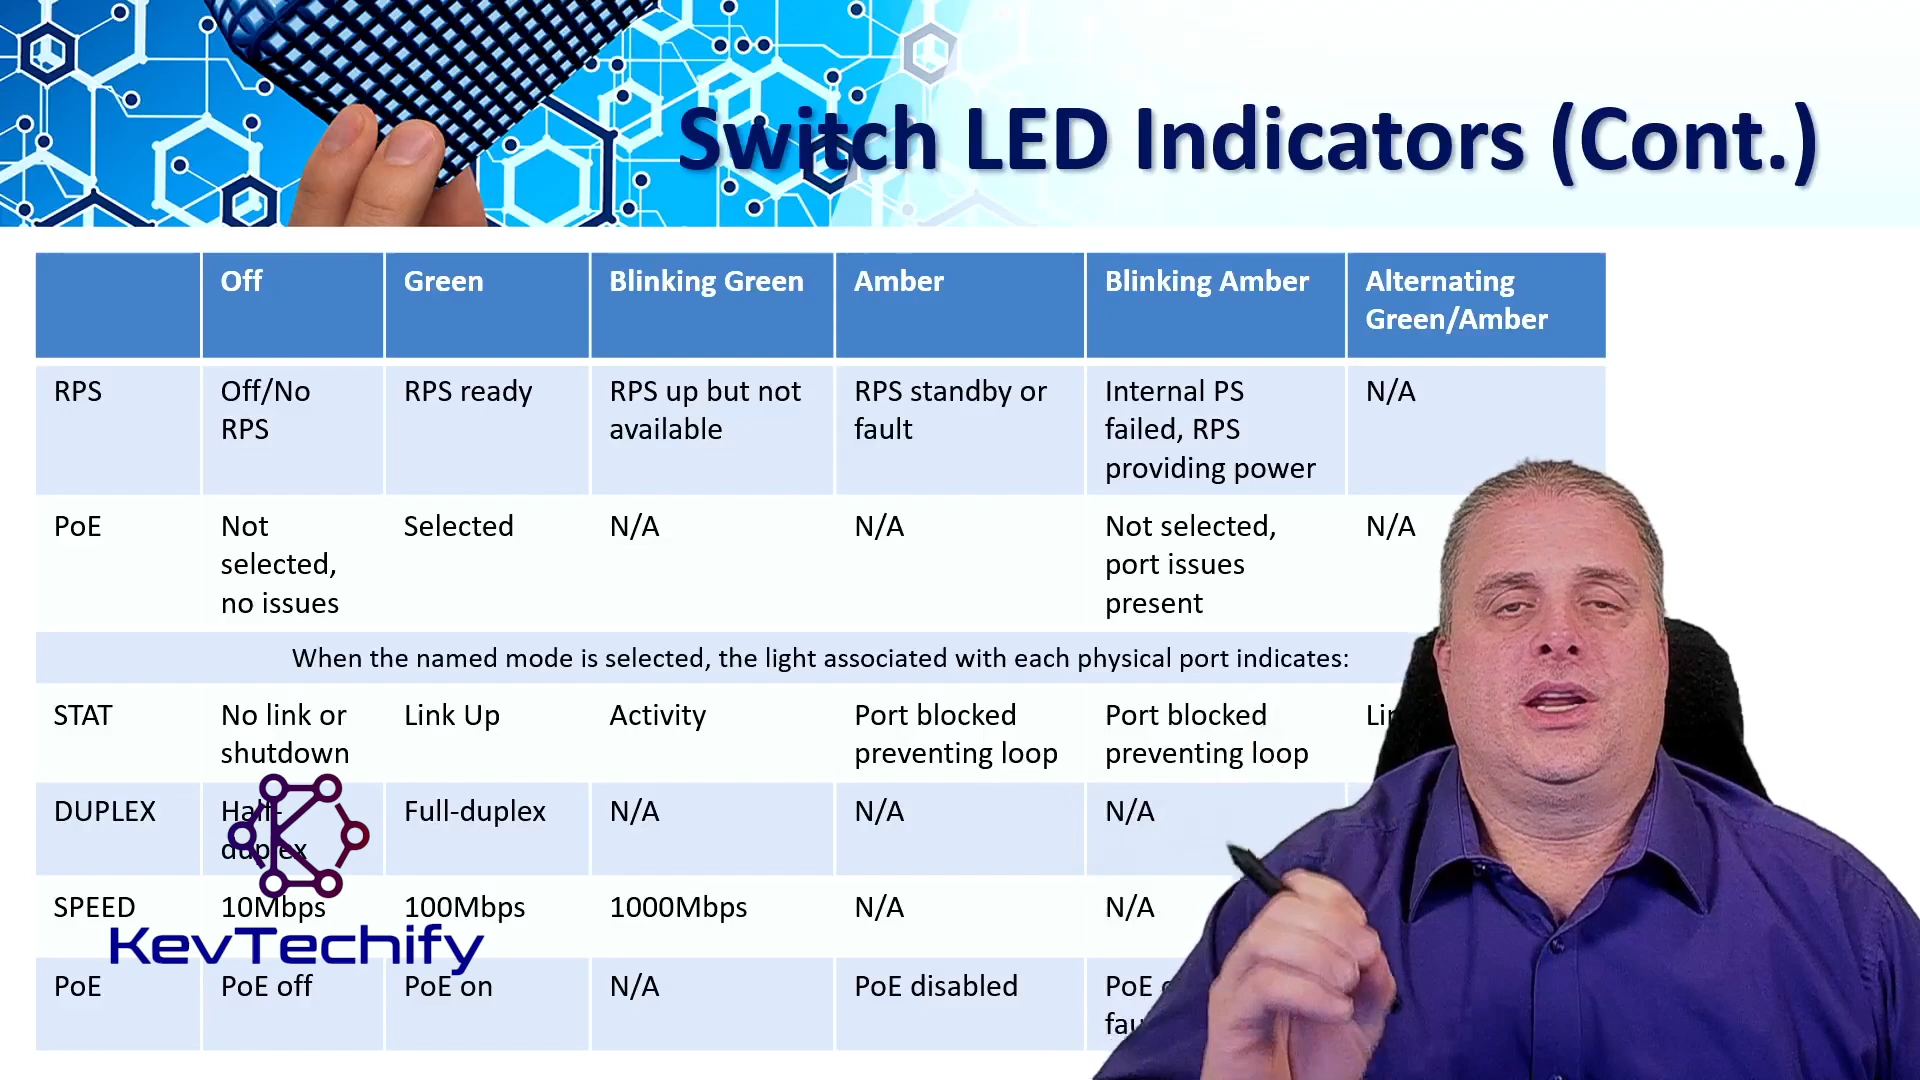 Switch LED Indicators (Cont.)
Off Green Blinking Green Amber Blinking Amber Alternating
Green/Amber
RPS Off/No RPS ready RPS up but not RPS standby or Internal PS N/A
RPS available fault failed, RPS
providing power
PoE Not Selected N/A N/A Not selected, N/A
selected, port issues
no issues present
When the named mode is selected, the light associated with each physical port indicates:
STAT No link or Link Up Activity Port blocked Port blocked
shutdown preventing loop preventing loop
DUPLEX Half- Full-duplex N/A N/A N/A
duplex
SPEED 10Mbps 100Mbps 1000Mbps N/A N/A
KevTechify
PoE PoE off PoE on N/A PoE disabled PoE